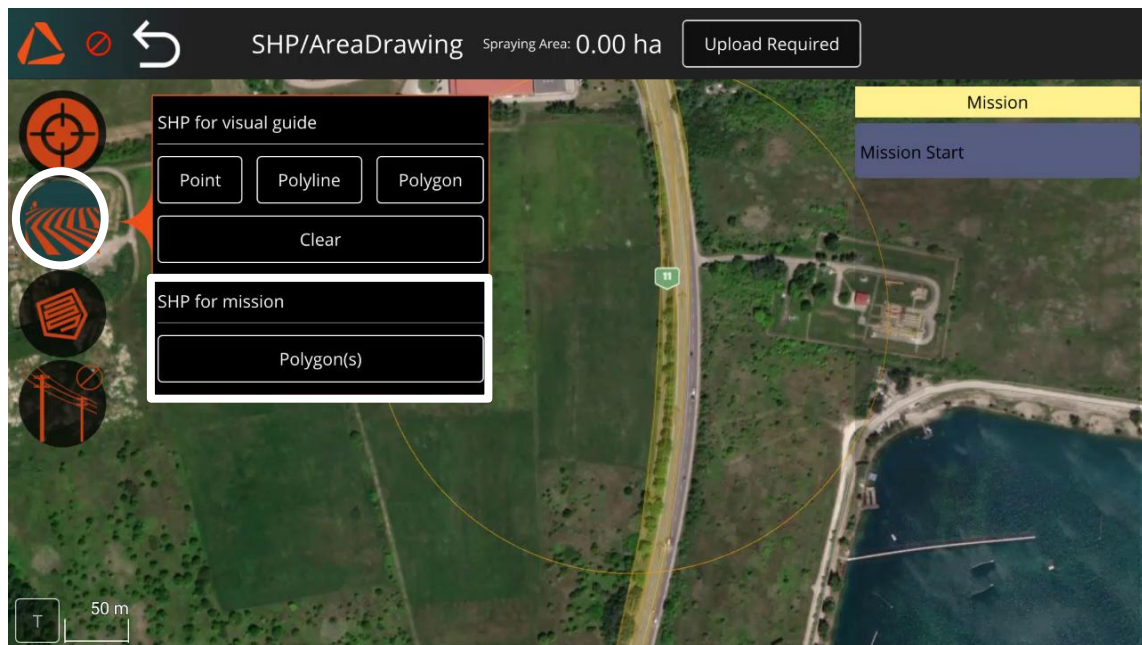 SHP/AreaDrawing Spraying Area: 0.00 ha Upload Required
SHP for visual guide
Point Polyline Polygon
Clear
SHP for mission
Polygon(s)
Mission
Mission Start
11
T 50 m